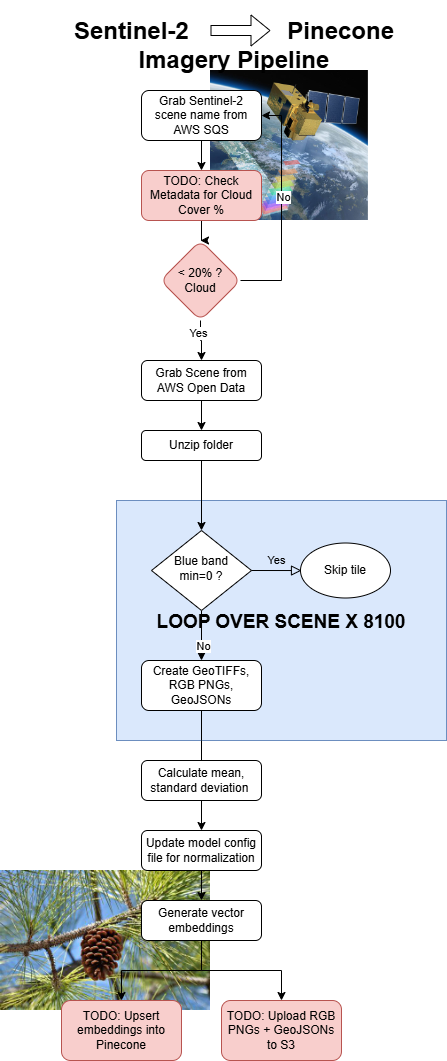 Sentinel-2 Pinecone
Imagery Pipeline
Grab Sentinel-2
scene name from
AWS SQS
TODO: Check
Metadata for Cloud
Cover %
No
< 20% ?
Cloud
Yes
Grab Scene from
AWS Open Data
Unzip folder
Blue band
min=0 ?
Yes
Skip tile
LOOP OVER SCENE X 8100
No
Create GeoTIFFs,
RGB PNGs,
GeoJSONs
Calculate mean,
standard deviation
Update model config
file for normalization
Generate vector
embeddings
TODO: Upsert
embeddings into
Pinecone
TODO: Upload RGB
PNGs + GeoJSONs
to S3